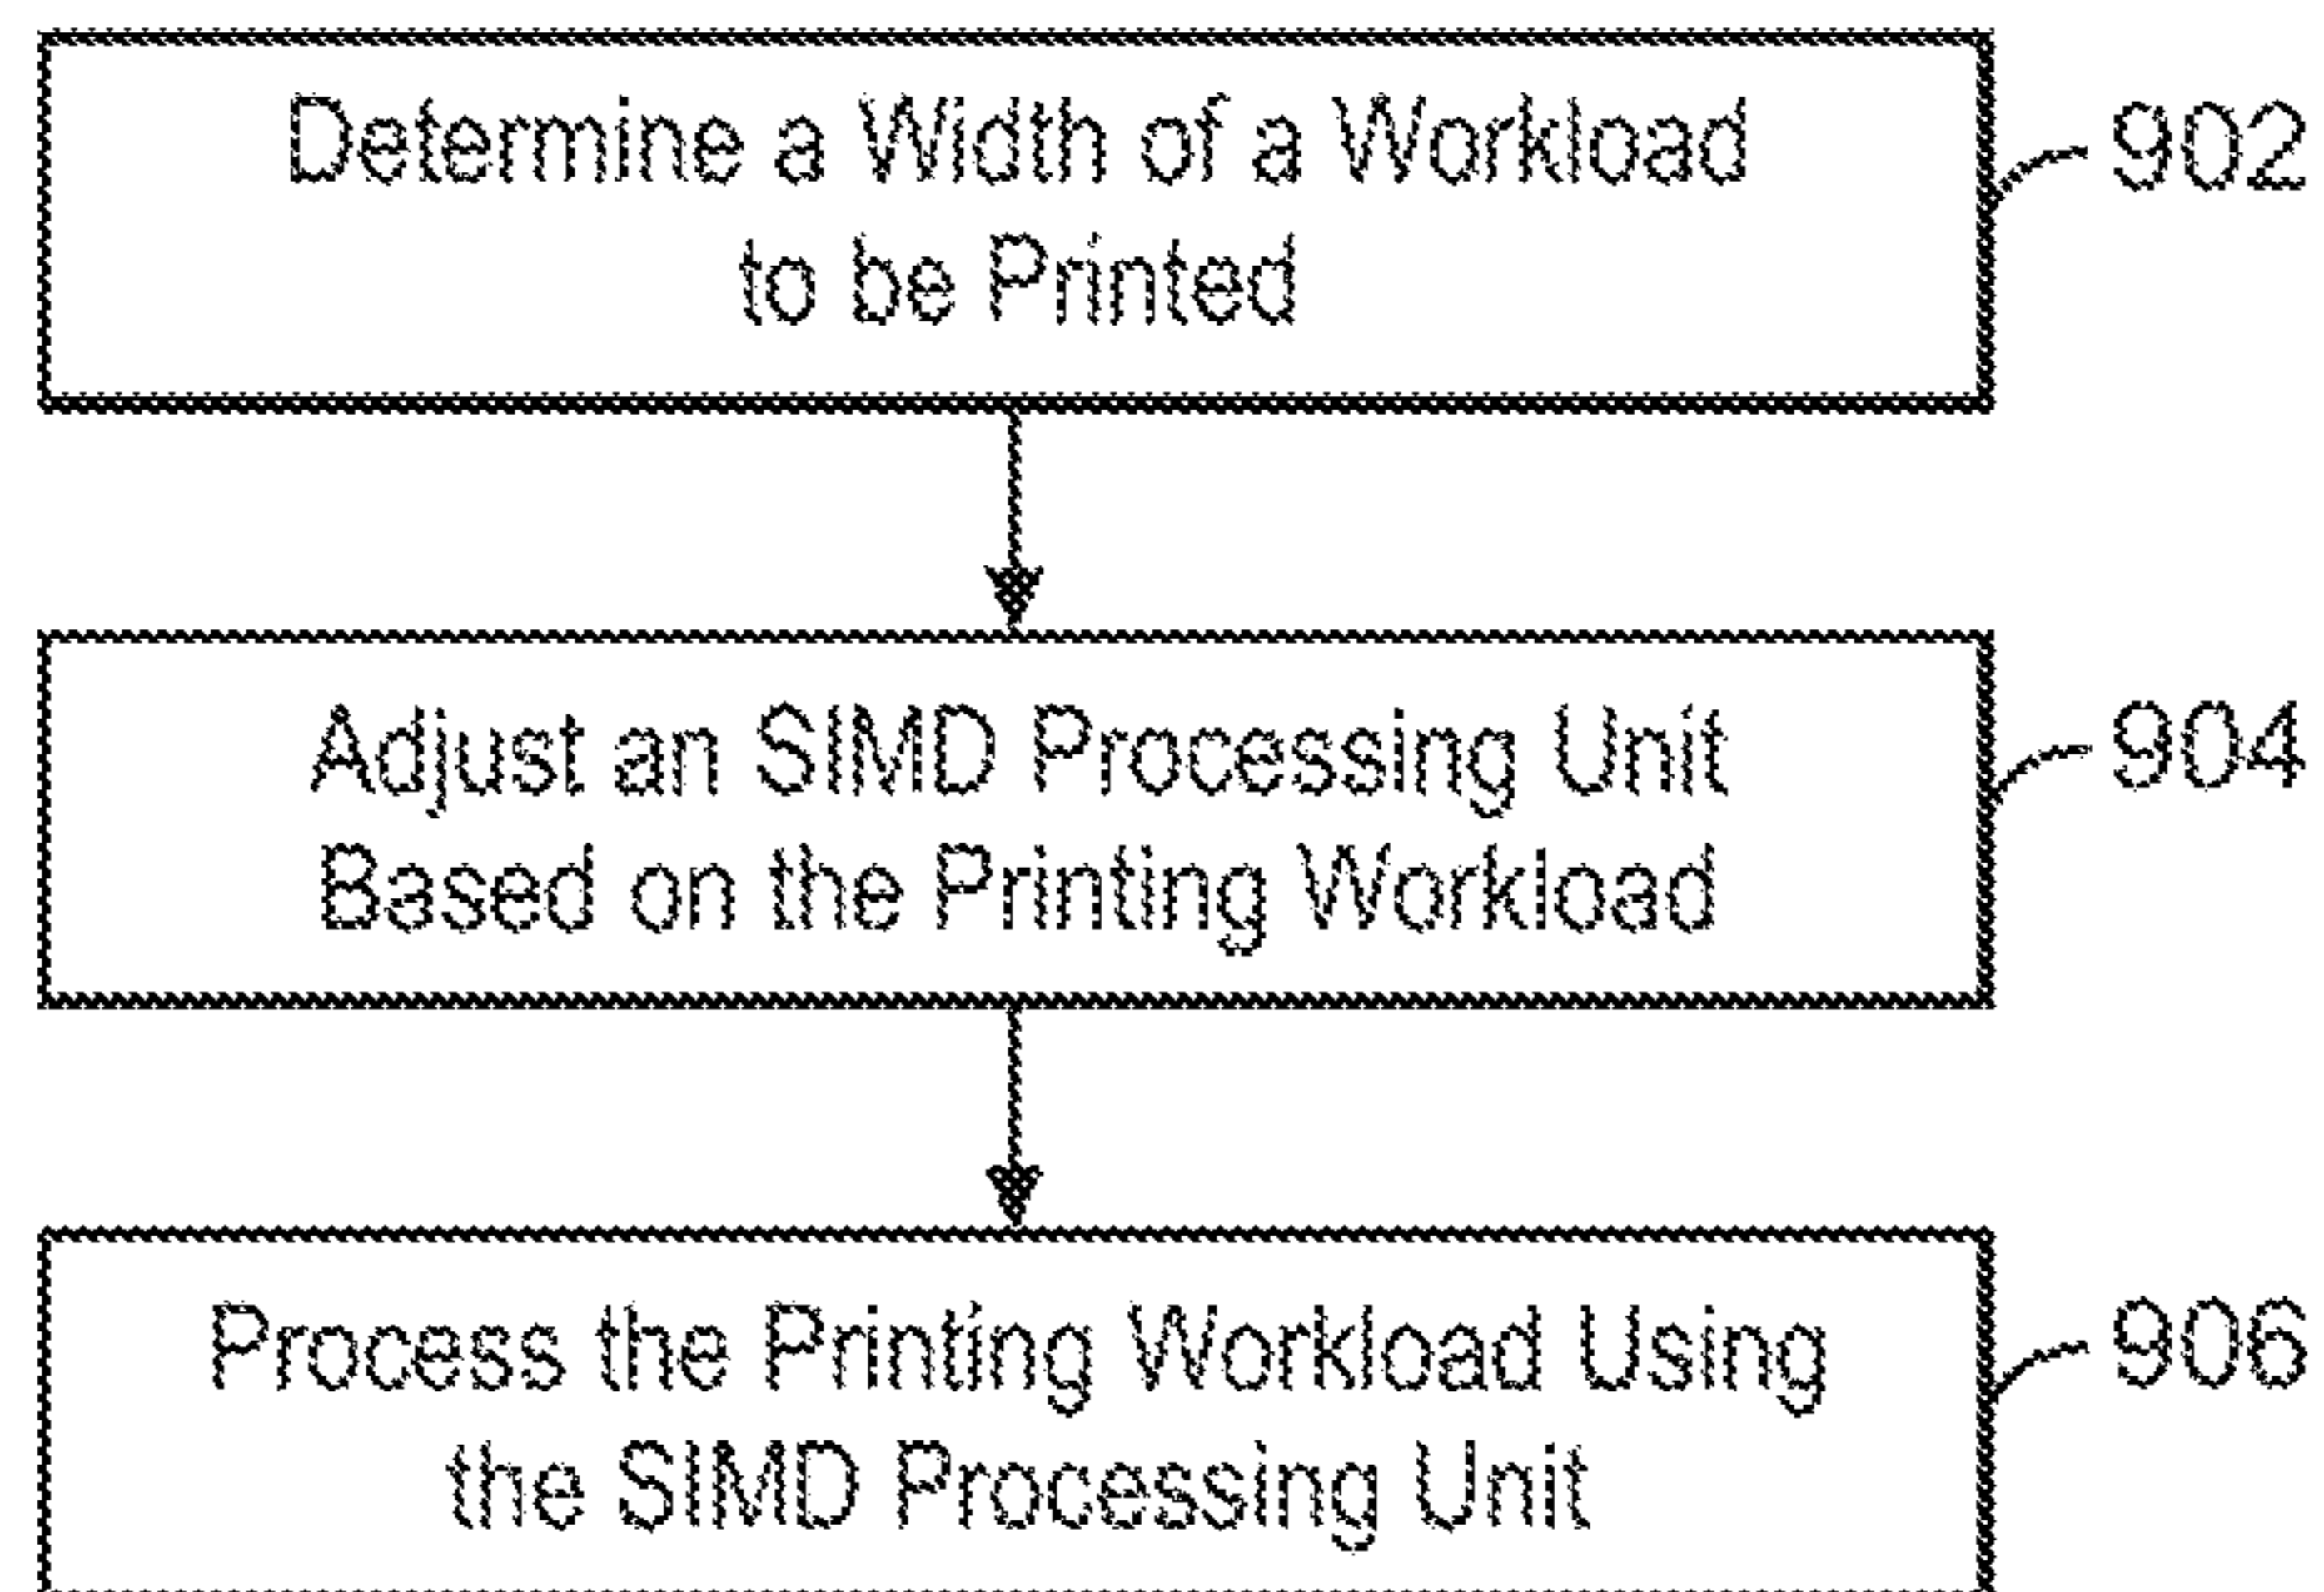 Determine a Width of a Workload
to be Printed
902
Adjust an SIMD Processing Unit
Based on the Printing Workload
904
Process the Printing Workload Using
the SIMD Processing Unit
906